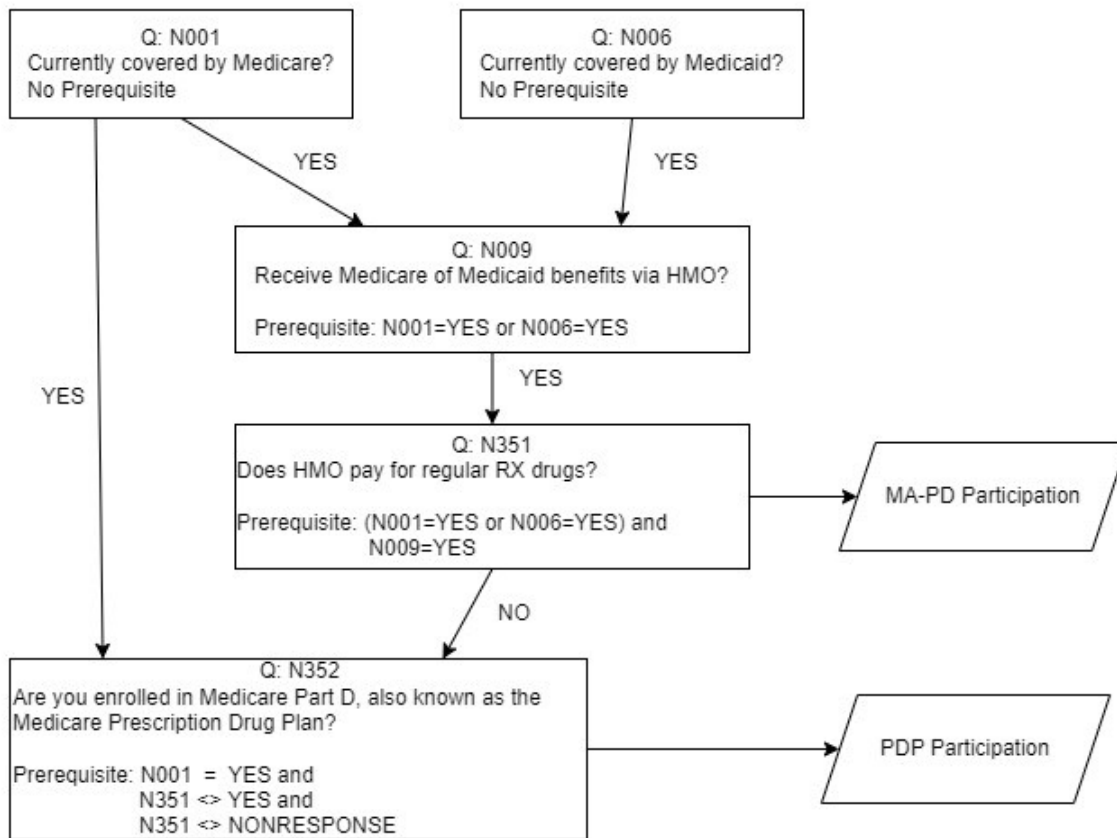 Q: N001
Currently covered by Medicare?
No Prerequisite
Q: N006
Currently covered by Medicaid?
No Prerequisite
YES
YES
Q: N009
Receive Medicare of Medicaid benefits via HMO?
Prerequisite: N001=YES or N006=YES
YES
YES
Q: N351
Does HMO pay for regular RX drugs?
Prerequisite: (N001=YES or N006=YES) and
N009=YES
MA-PD Participation
NO
Q: N352
Are you enrolled in Medicare Part D, also known as the
Medicare Prescription Drug Plan?
Prerequisite: N001 = YES and
N351 <> YES and
N351 <> NONRESPONSE
PDP Participation